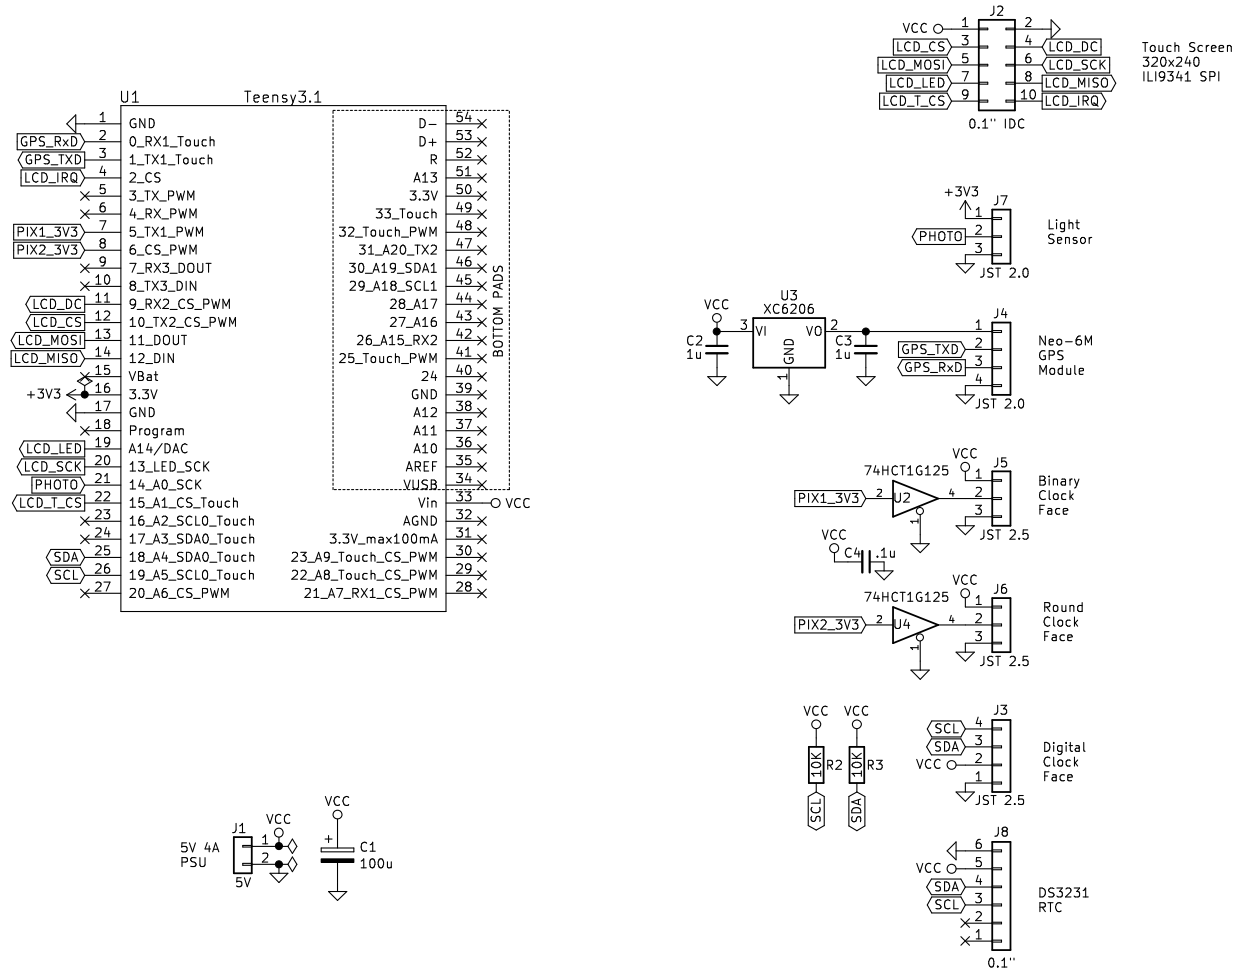 U1 Teensy3.1
1 GND
GPS_RxD 2 0_RX1_Touch
GPS_TXD 3 1_TX1_Touch
LCD_IRQ 4 2_CS
5 3_TX_PWM
6 4_RX_PWM
PIX1_3V3 7 5_TX1_PWM
PIX2_3V3 8 6_CS_PWM
9 7_RX3_DOUT
10 8_TX3_DIN
LCD_DC 11 9_RX2_CS_PWM
LCD_CS 12 10_TX2_CS_PWM
LCD_MOSI 13 11_DOUT
LCD_MISO 14 12_DIN
15 VBat
+3V3 16 3.3V
17 GND
18 Program
LCD_LED 19 A14/DAC
LCD_SCK 20 13_LED_SCK
PHOTO 21 14_A0_SCK
LCD_T_CS 22 15_A1_CS_Touch
23 16_A2_SCL0_Touch
24 17_A3_SDA0_Touch
SDA 25 18_A4_SDA0_Touch
SCL 26 19_A5_SCL0_Touch
27 20_A6_CS_PWM
D- 54
D+ 53
R 52
A13 51
3.3V 50
33_Touch 49
32_Touch_PWM 48
31_A20_TX2 47
30_A19_SDA1 46
29_A18_SCL1 45
28_A17 44
27_A16 43
26_A15_RX2 42
25_Touch_PWM 41
24 40
GND 39
A12 38
A11 37
A10 36
AREF 35
VUSB 34
Vin 33 VCC
AGND 32
3.3V_max100mA 31
23_A9_Touch_CS_PWM 30
22_A8_Touch_CS_PWM 29
21_A7_RX1_CS_PWM 28
BOTTOM PADS
J2
VCC 1 2
LCD_CS 3 4 LCD_DC
LCD_MOSI 5 6 LCD_SCK
LCD_LED 7 8 LCD_MISO
LCD_T_CS 9 10 LCD_IRQ
0.1" IDC
Touch Screen
320x240
ILI9341 SPI
+3V3 J7
1
PHOTO 2
3
JST 2.0
Light
Sensor
U3
XC6206
VCC
3 VI VO 2
GND
1
C2
1u
C3
1u
J4
1
GPS_TXD 2
GPS_RxD 3
4
JST 2.0
Neo-6M
GPS
Module
74HCT1G125
PIX1_3V3 2 U2 4
1
VCC J5
1
2
3
JST 2.5
Binary
Clock
Face
VCC
C4 .1u
74HCT1G125
PIX2_3V3 2 U4 4
1
VCC J6
1
2
3
JST 2.5
Round
Clock
Face
VCC VCC
10K R2 10K R3
SCL SDA
J3
SCL 4
SDA 3
VCC 2
1
JST 2.5
Digital
Clock
Face
J8
6
VCC 5
SDA 4
SCL 3
2
1
0.1"
DS3231
RTC
5V 4A
PSU
J1
VCC
1
2
5V
VCC
+
C1
100u